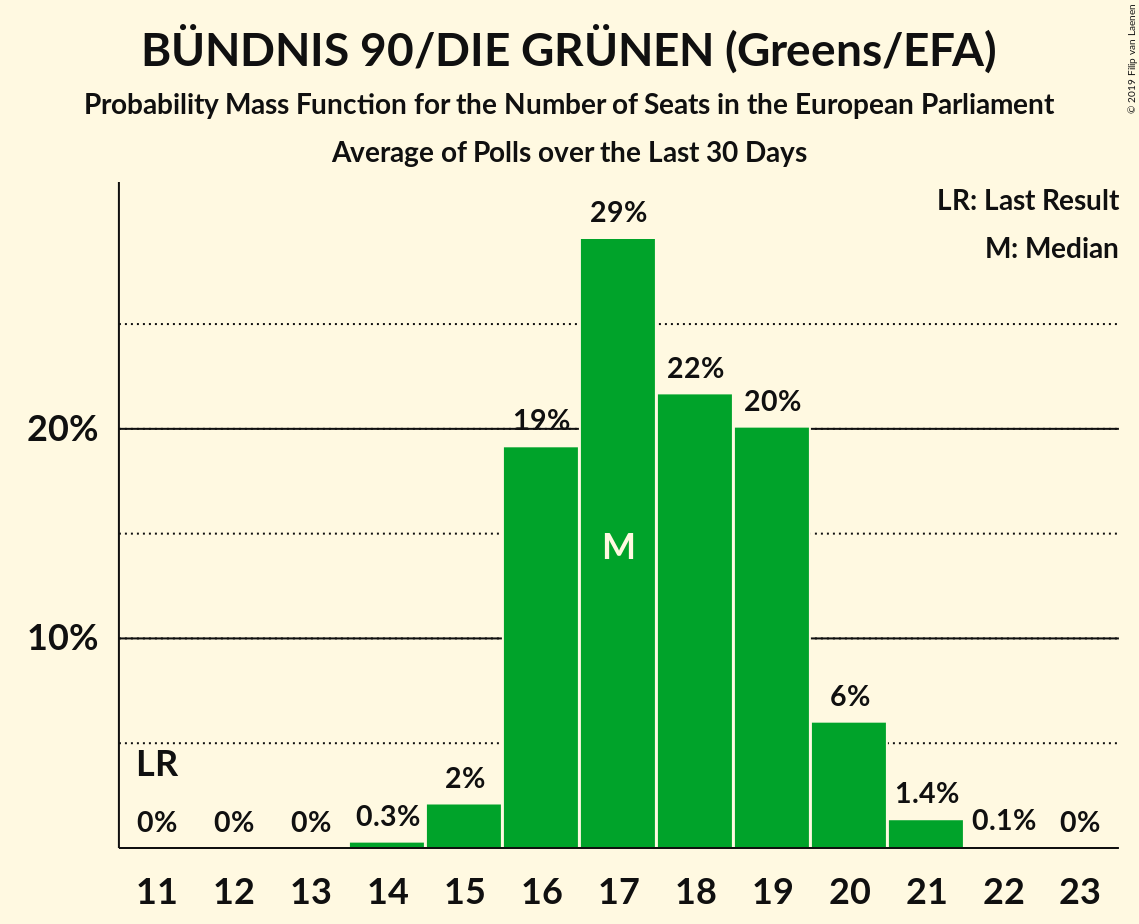 BÜNDNIS 90/DIE GRÜNEN (Greens/EFA)
Probability Mass Function for the Number of Seats in the European Parliament
Average of Polls over the Last 30 Days
© 2019 Filip van Laenen
LR: Last Result
M: Median
29%
22%
20%
19%
20%
M
10%
6%
LR
2%
1.4%
0% 0% 0% 0.3% 0.1% 0%
11 12 13 14 15 16 17 18 19 20 21 22 23